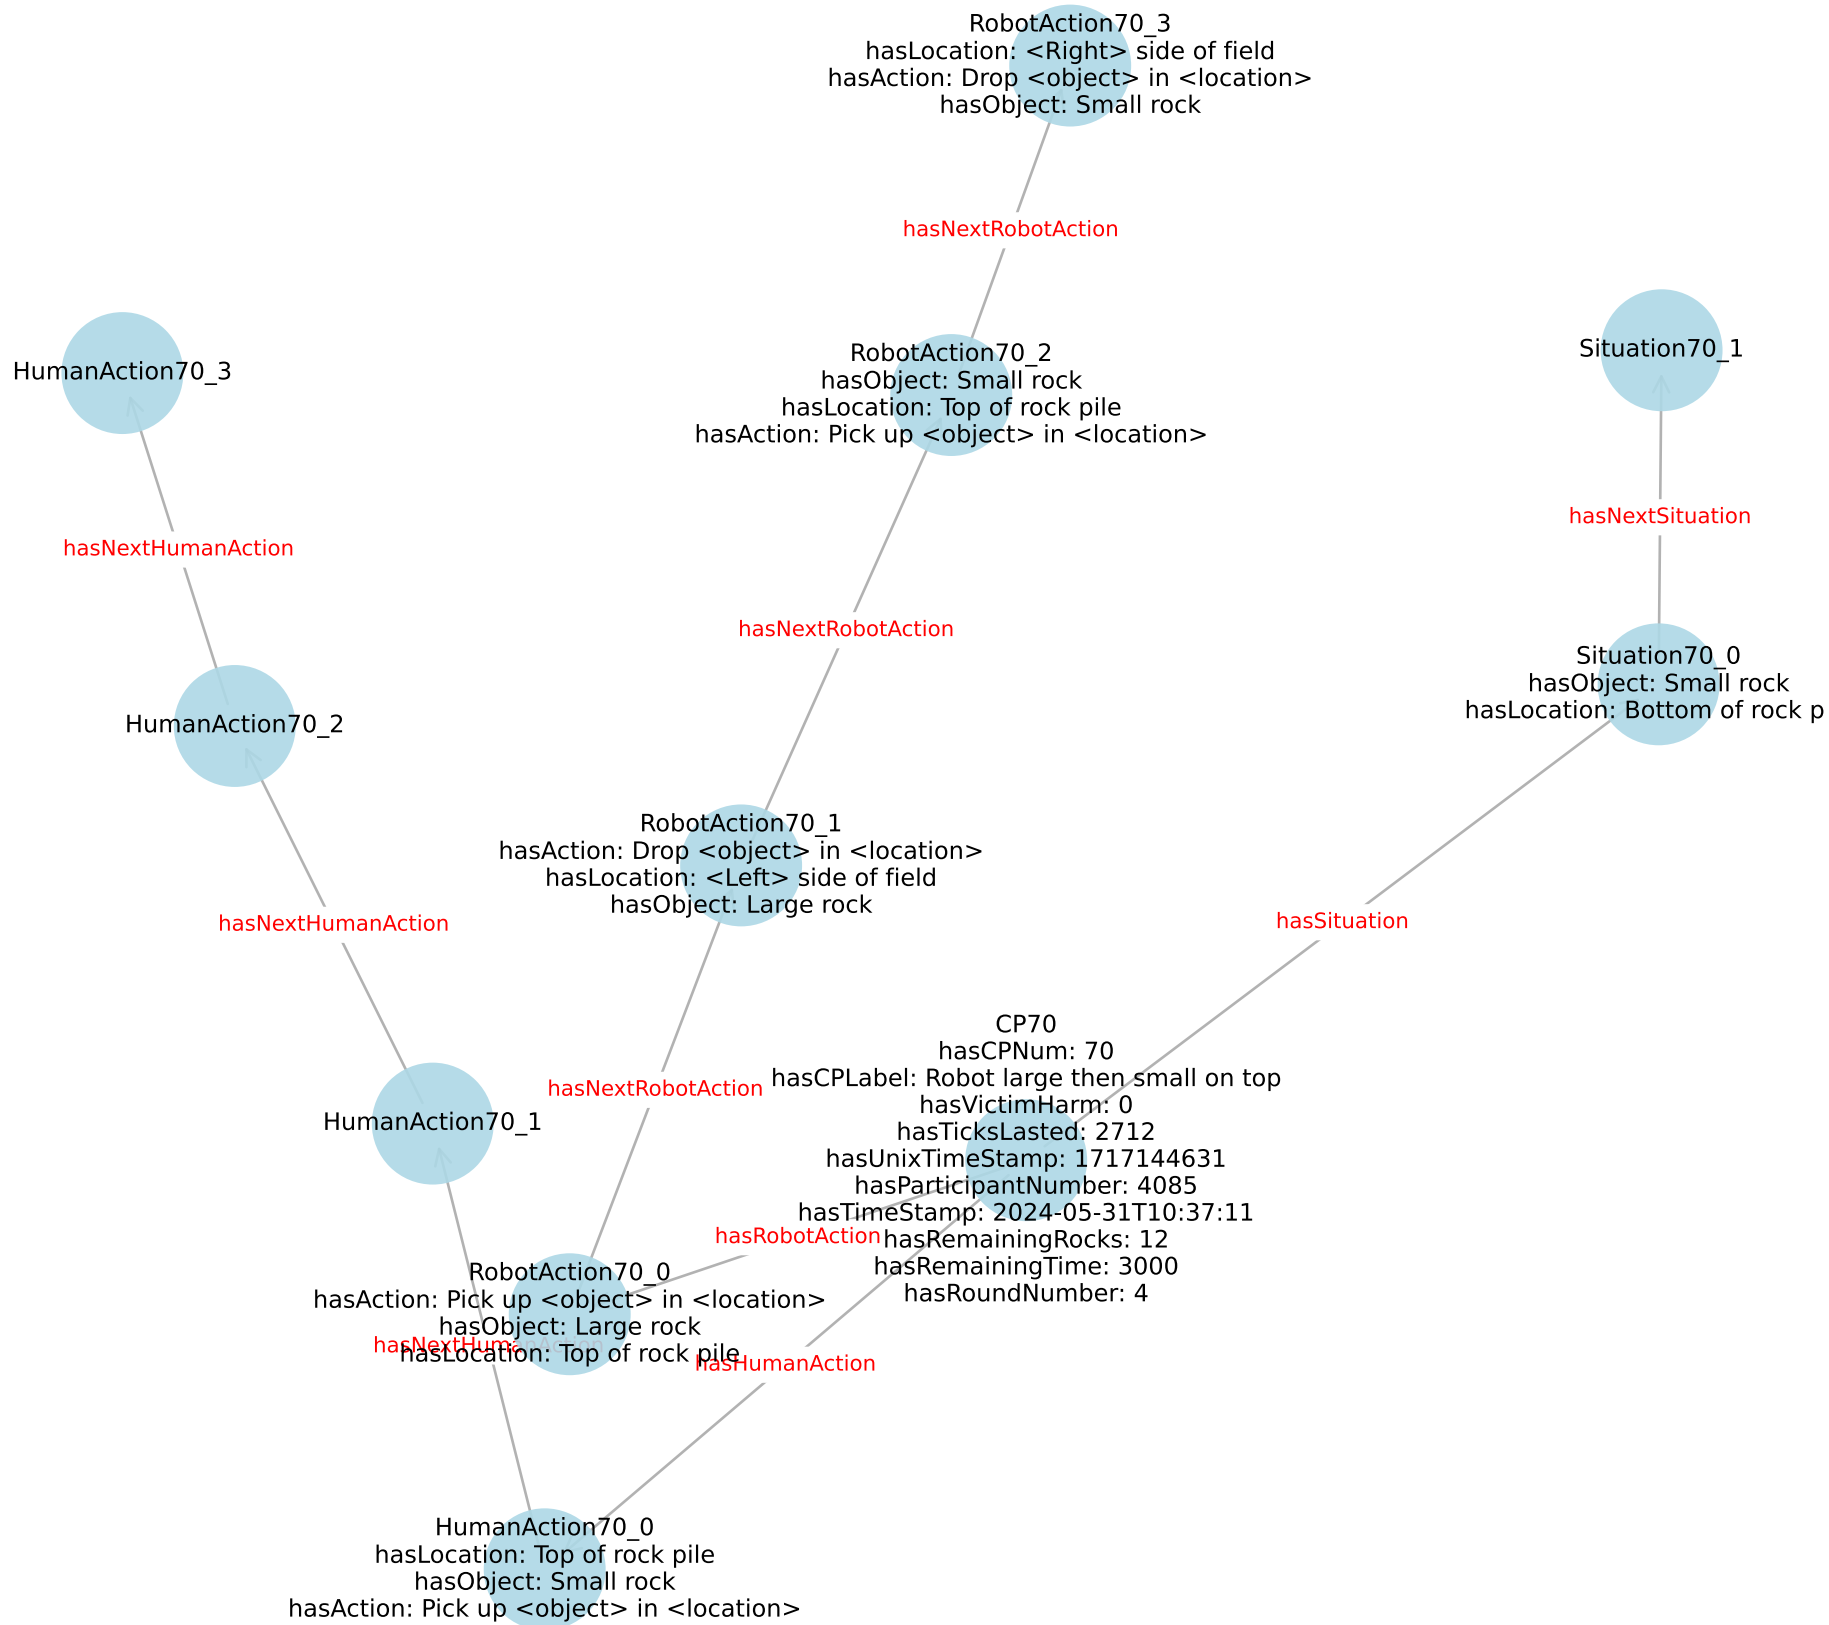 RobotAction70_3
hasLocation: <Right> side of field
hasAction: Drop <object> in <location>
hasObject: Small rock
hasNextRobotAction
RobotAction70_2
hasObject: Small rock
hasLocation: Top of rock pile
hasAction: Pick up <object> in <location>
Situation70_1
HumanAction70_3
hasNextSituation
hasNextHumanAction
hasNextRobotAction
Situation70_0
hasObject: Small rock
hasLocation: Bottom of rock p
HumanAction70_2
RobotAction70_1
hasAction: Drop <object> in <location>
hasLocation: <Left> side of field
hasObject: Large rock
hasNextHumanAction
hasSituation
CP70
hasCPNum: 70
hasCPLabel: Robot large then small on top
hasVictimHarm: 0
hasTicksLasted: 2712
hasUnixTimeStamp: 1717144631
hasParticipantNumber: 4085
hasTimeStamp: 2024-05-31T10:37:11
hasRemainingRocks: 12
hasRemainingTime: 3000
hasRoundNumber: 4
hasNextRobotAction
HumanAction70_1
hasRobotAction
RobotAction70_0
hasAction: Pick up <object> in <location>
hasObject: Large rock
hasLocation: Top of rock pile
hasNextHumanAction
hasHumanAction
HumanAction70_0
hasLocation: Top of rock pile
hasObject: Small rock
hasAction: Pick up <object> in <location>